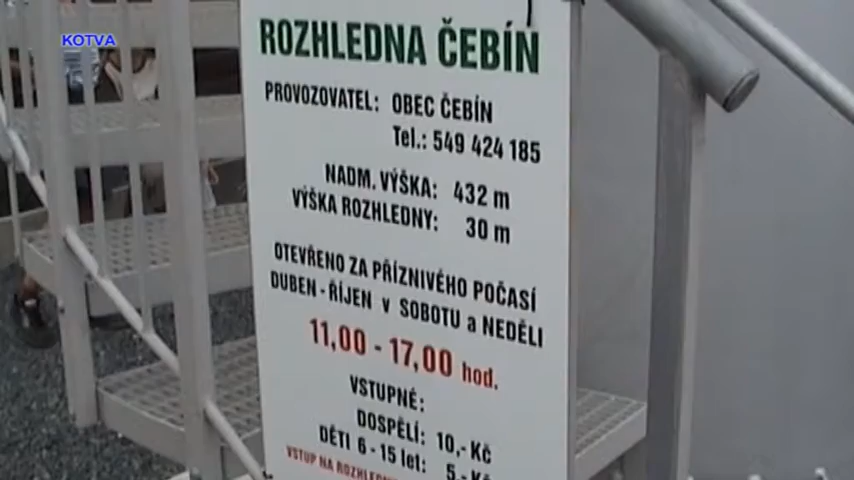 KOTVA
ROZHLEDNA ČEBÍN
PROVOZOVATEL: OBEC ČEBÍN
Tel.: 549 424 185
NADM. VÝŠKA: 432 m
VÝŠKA ROZHLEDNY: 30 m
OTEVŘENO ZA PŘÍZNIVÉHO POČASÍ
DUBEN - ŘÍJEN v SOBOTU a NEDĚLI
11,00 - 17,00 hod.
VSTUPNÉ:
DOSPĚLÍ: 10,- Kč
DĚTI 6 - 15 let: 5,- Kč
VSTUP NA